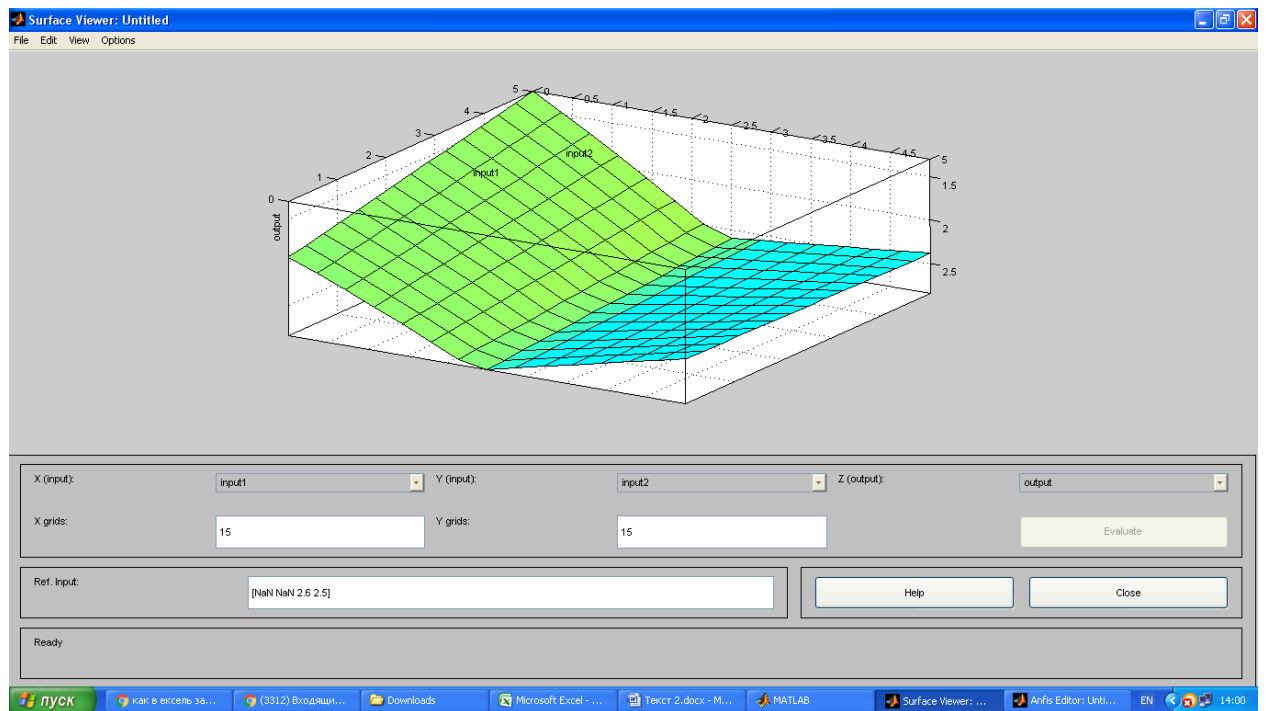 Surface Viewer: Untitled
File Edit View Options
5 0 0.5 1 1.5 2 2.5 3 3.5 4 4.5 5
4
3
2
1
0
input2
input1
output
1.5
2
2.5
X (input): input1 Y (input): input2 Z (output): output
X grids: 15 Y grids: 15 Evaluate
Ref. Input: [NaN NaN 2.6 2.5] Help Close
Ready
пуск как в ексель за... (3312) Входящи... Downloads Microsoft Excel - ... Текст 2.docx - M... MATLAB Surface Viewer: ... Anfis Editor: Unti... EN 14:00